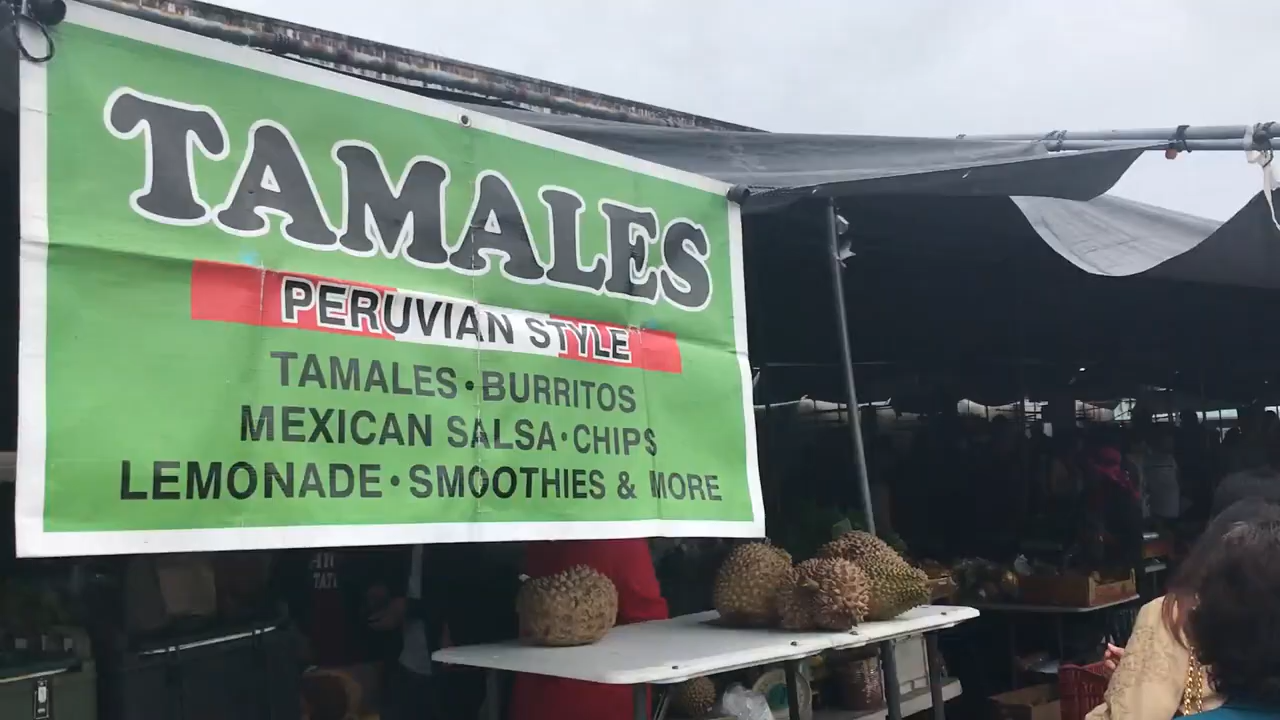 TAMALES
PERUVIAN STYLE
TAMALES • BURRITOS
MEXICAN SALSA • CHIPS
LEMONADE • SMOOTHIES & MORE